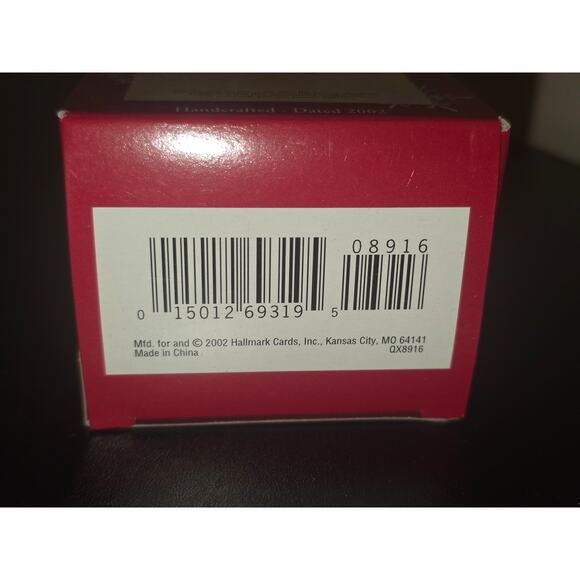 Handcrafted - Dated 2002
08916
0 15012 69319 5
Mfd. for and © 2002 Hallmark Cards, Inc., Kansas City, MO 64141
Made in China QX8916